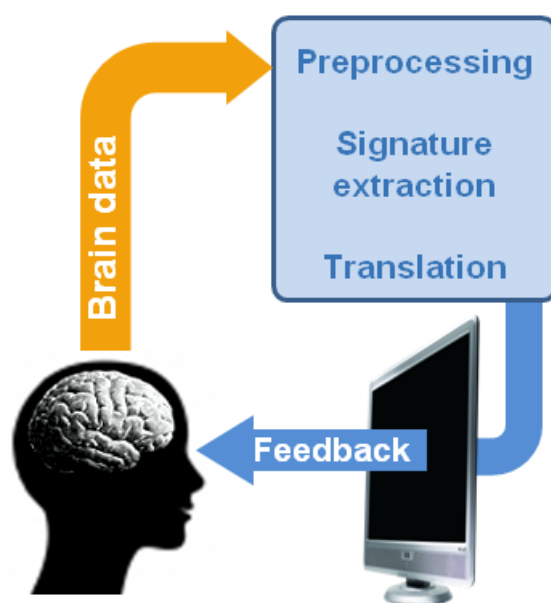 Preprocessing
Signature
extraction
Translation
Brain data
Feedback